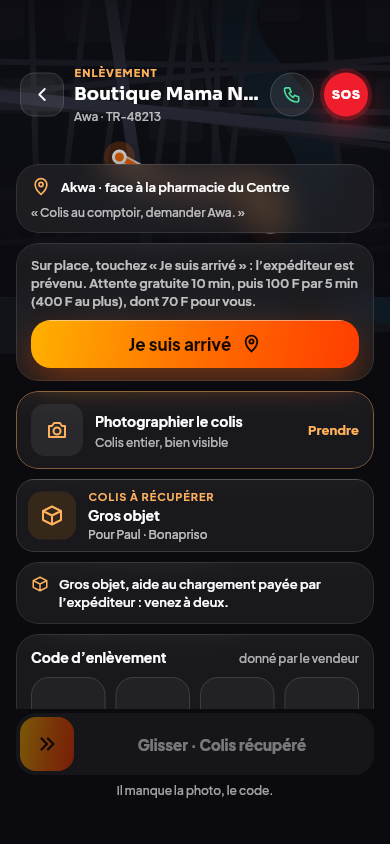 ENLÈVEMENT
Boutique Mama N...
Awa · TR-48213
SOS
Akwa · face à la pharmacie du Centre
« Colis au comptoir, demander Awa. »
Sur place, touchez « Je suis arrivé » : l'expéditeur est
prévenu. Attente gratuite 10 min, puis 100 F par 5 min
(400 F au plus), dont 70 F pour vous.
Je suis arrivé
Photographier le colis
Colis entier, bien visible
Prendre
COLIS À RÉCUPÉRER
Gros objet
Pour Paul · Bonapriso
Gros objet, aide au chargement payée par
l'expéditeur : venez à deux.
Code d'enlèvement
donné par le vendeur
Glisser · Colis récupéré
Il manque la photo, le code.